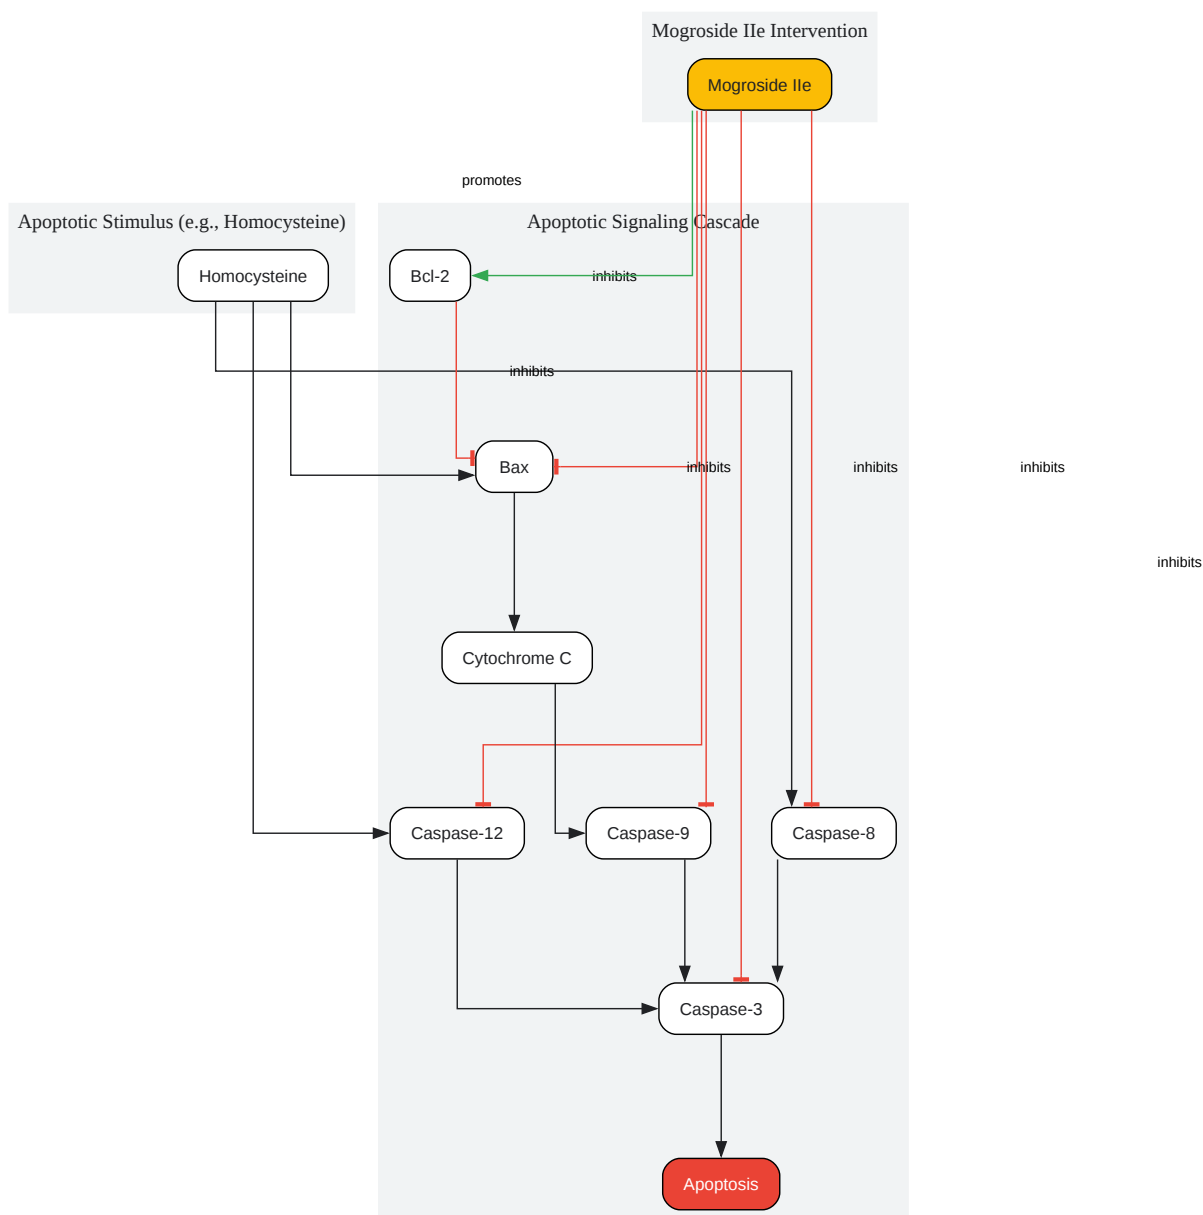 Mogroside IIe Intervention
Mogroside IIe
promotes
Apoptotic Stimulus (e.g., Homocysteine)
Apoptotic Signaling Cascade
Homocysteine
Bcl-2
inhibits
inhibits
Bax
inhibits
inhibits
inhibits
inhibits
Cytochrome C
Caspase-12
Caspase-9
Caspase-8
Caspase-3
Apoptosis